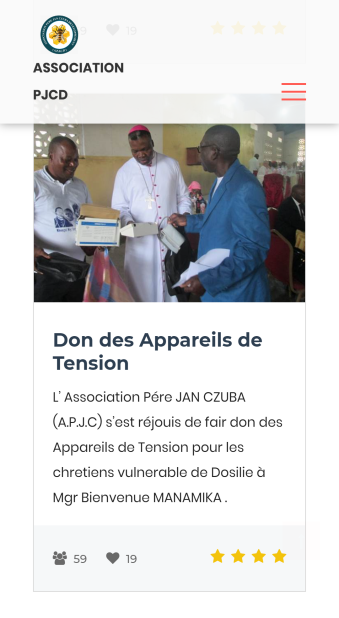 19
ASSOCIATION
PJCD
Don des Appareils de
Tension
L' Association Pére JAN CZUBA
(A.P.J.C) s'est réjouis de fair don des
Appareils de Tension pour les
chretiens vulnerable de Dosilie à
Mgr Bienvenue MANAMIKA .
59 19